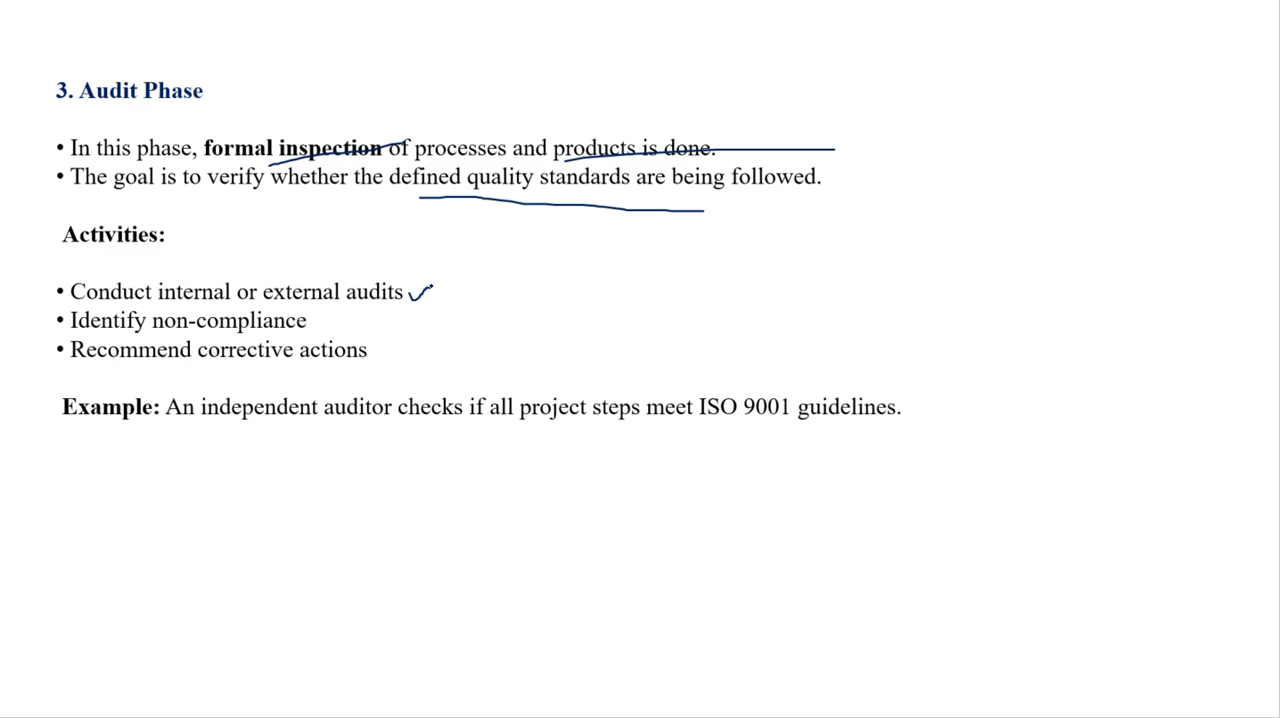 3. Audit Phase
• In this phase, formal inspection of processes and products is done.
• The goal is to verify whether the defined quality standards are being followed.
Activities:
• Conduct internal or external audits
• Identify non-compliance
• Recommend corrective actions
Example: An independent auditor checks if all project steps meet ISO 9001 guidelines.